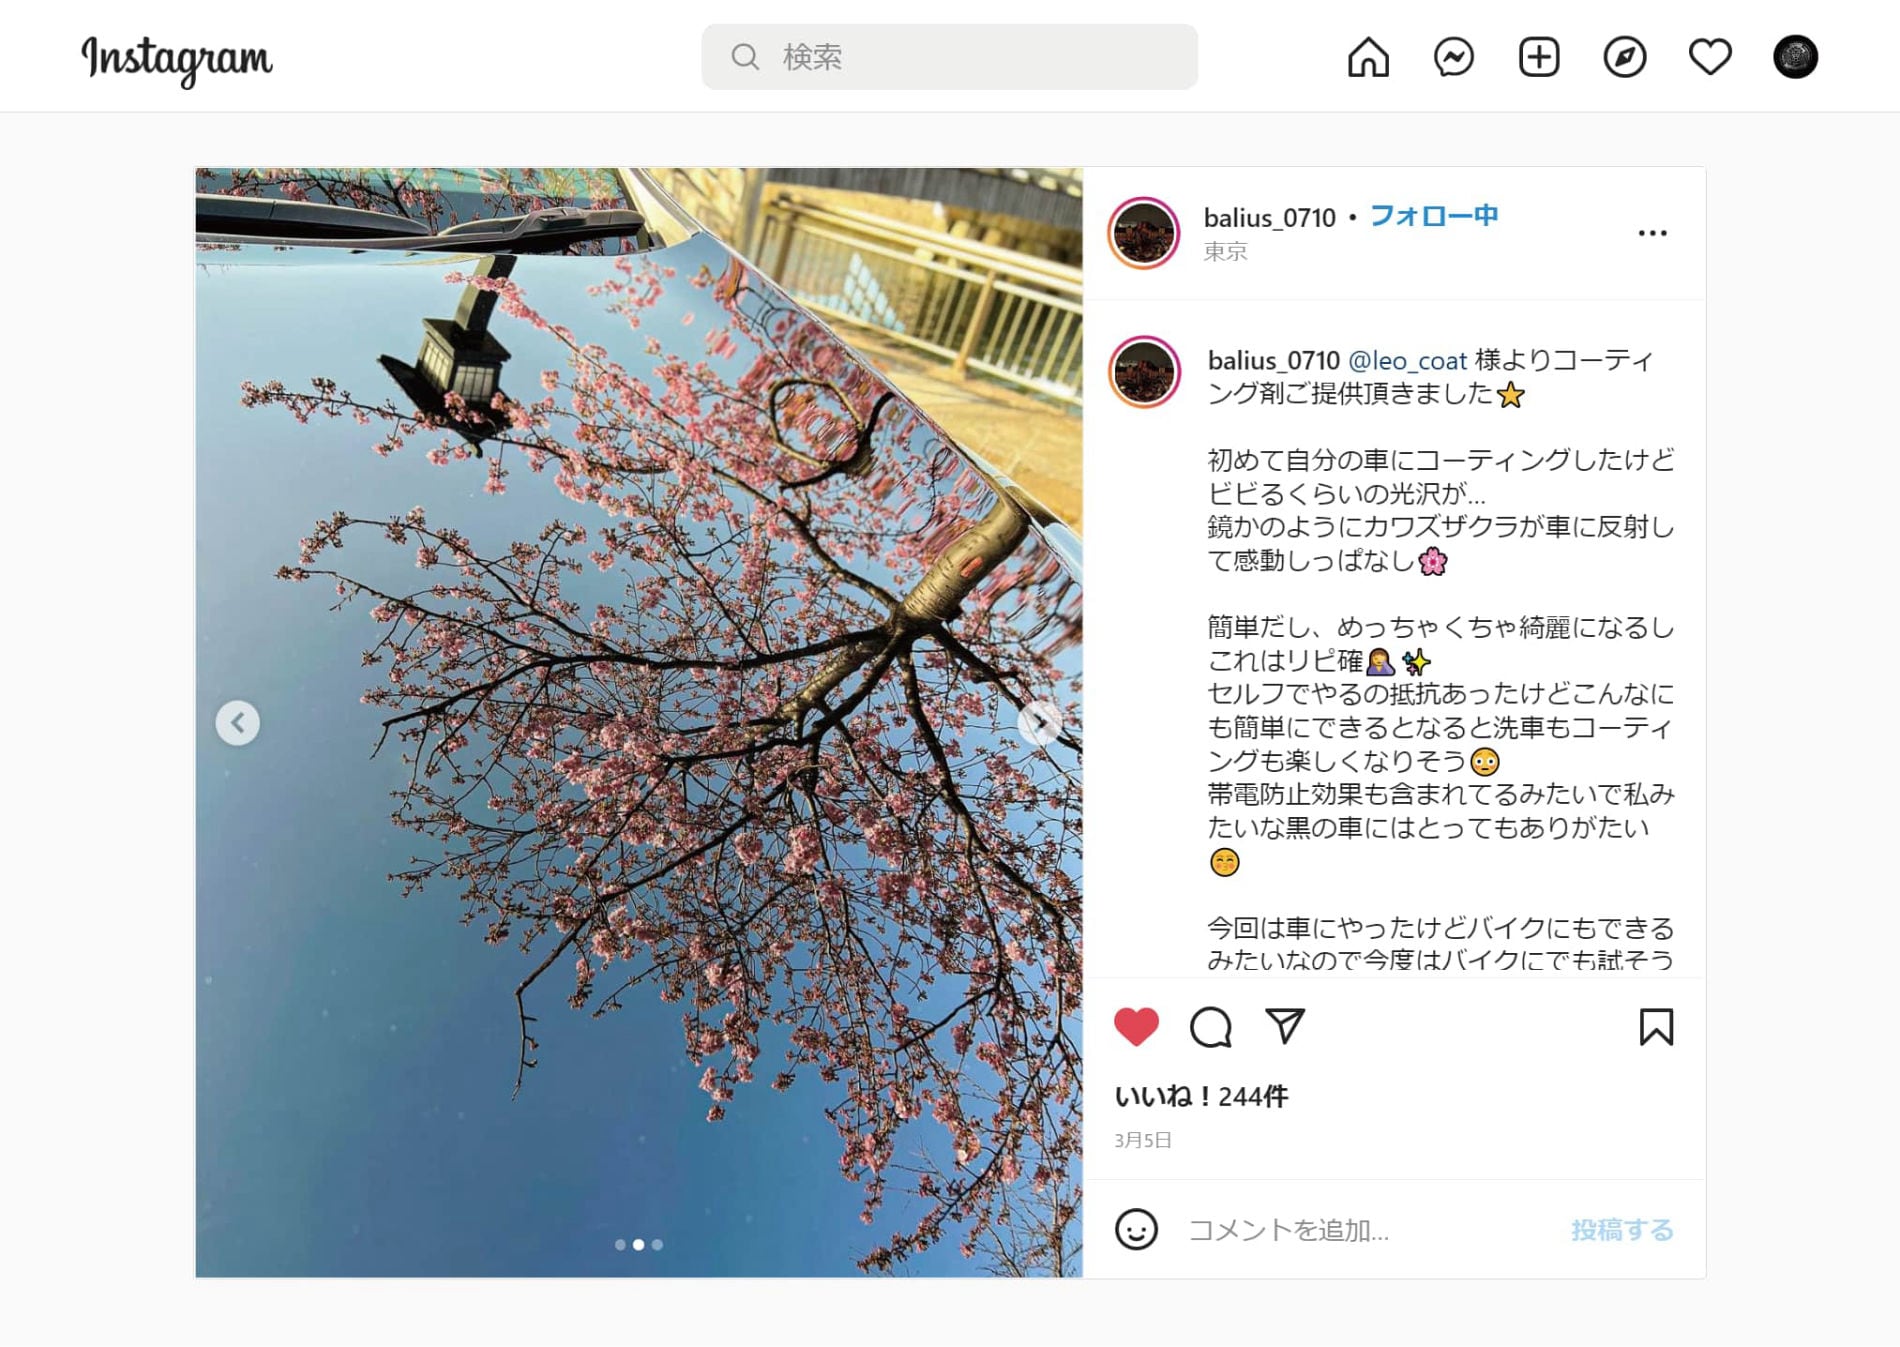 Instagram
検索
balius_0710 • フォロー中
東京
balius_0710 @leo_coat 様よりコーティ
ング剤ご提供頂きました⭐
初めて自分の車にコーティングしたけど
ビビるくらいの光沢が...
鏡かのようにカワズザクラが車に反射し
て感動しっぱなし🌸
簡単だし、めっちゃくちゃ綺麗になるし
これはリピ確🤦‍♀️✨
セルフでやるの抵抗あったけどこんなに
も簡単にできるとなると洗車もコーティ
ングも楽しくなりそう😳
帯電防止効果も含まれてるみたいで私み
たいな黒の車にはとってもありがたい
😁
今回は車にやったけどバイクにもできる
みたいなので今度はバイクにでも試そう
いいね！244件
3月5日
コメントを追加...
投稿する